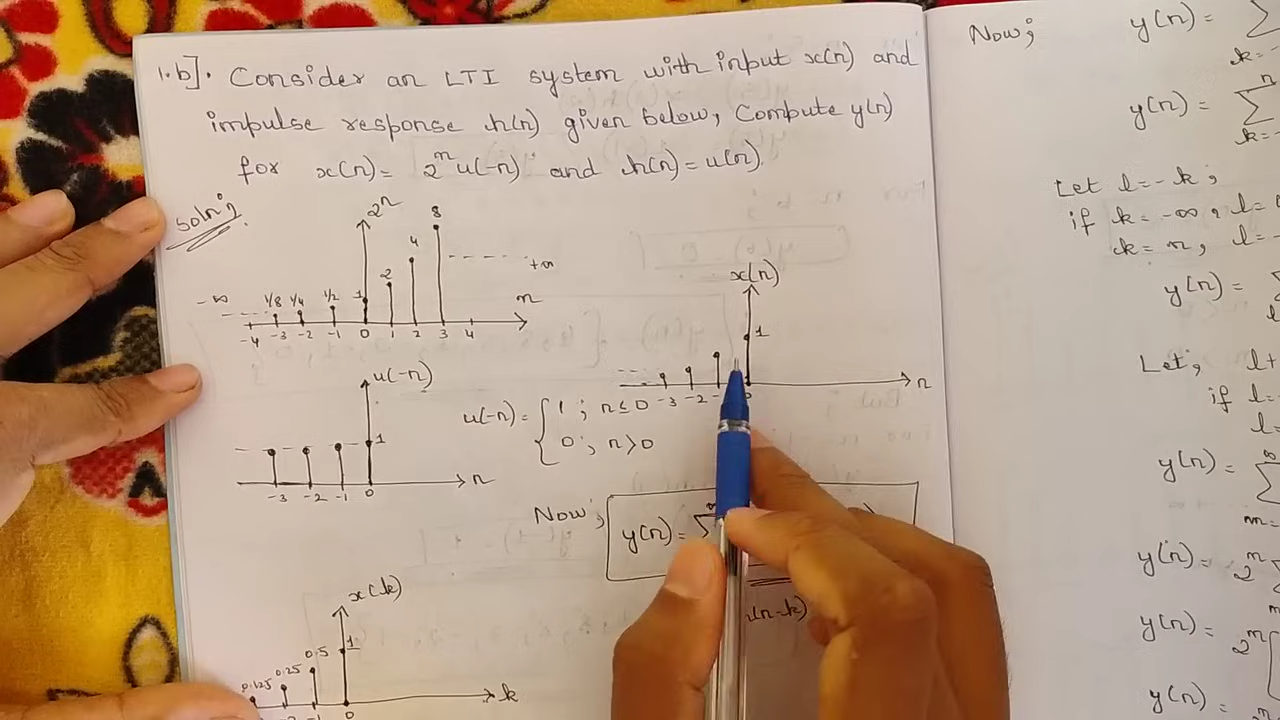 1.b]. Consider an LTI system with input x(n) and
impulse response h(n) given below, Compute y(n)
for x(n) = 2^n u(-n) and h(n) = u(n).
Soln;
2^n
8
4
2
1
1/2
1/4
1/8
-∞
+∞
n
-4 -3 -2 -1 0 1 2 3 4
x(n)
1
n
-3 -2
u(-n)
1
n
-3 -2 -1 0
u(-n) = { 1 ; n ≤ 0
0 ; n > 0
Now;
y(n) = ∑
(n-k)
x(k)
1
0.5
0.25
0.125
k
-1 0
Now; y(n) = ∑
k=-
n
y(n) = ∑
k=-
Let l = -k;
if k = -∞, l =
k = n, l = -
y(n) =
Let, l +
if l =
l =
∞
y(n) = ∑
m =
y(n) = 2^n
y(n) = 2^n
y(n) =